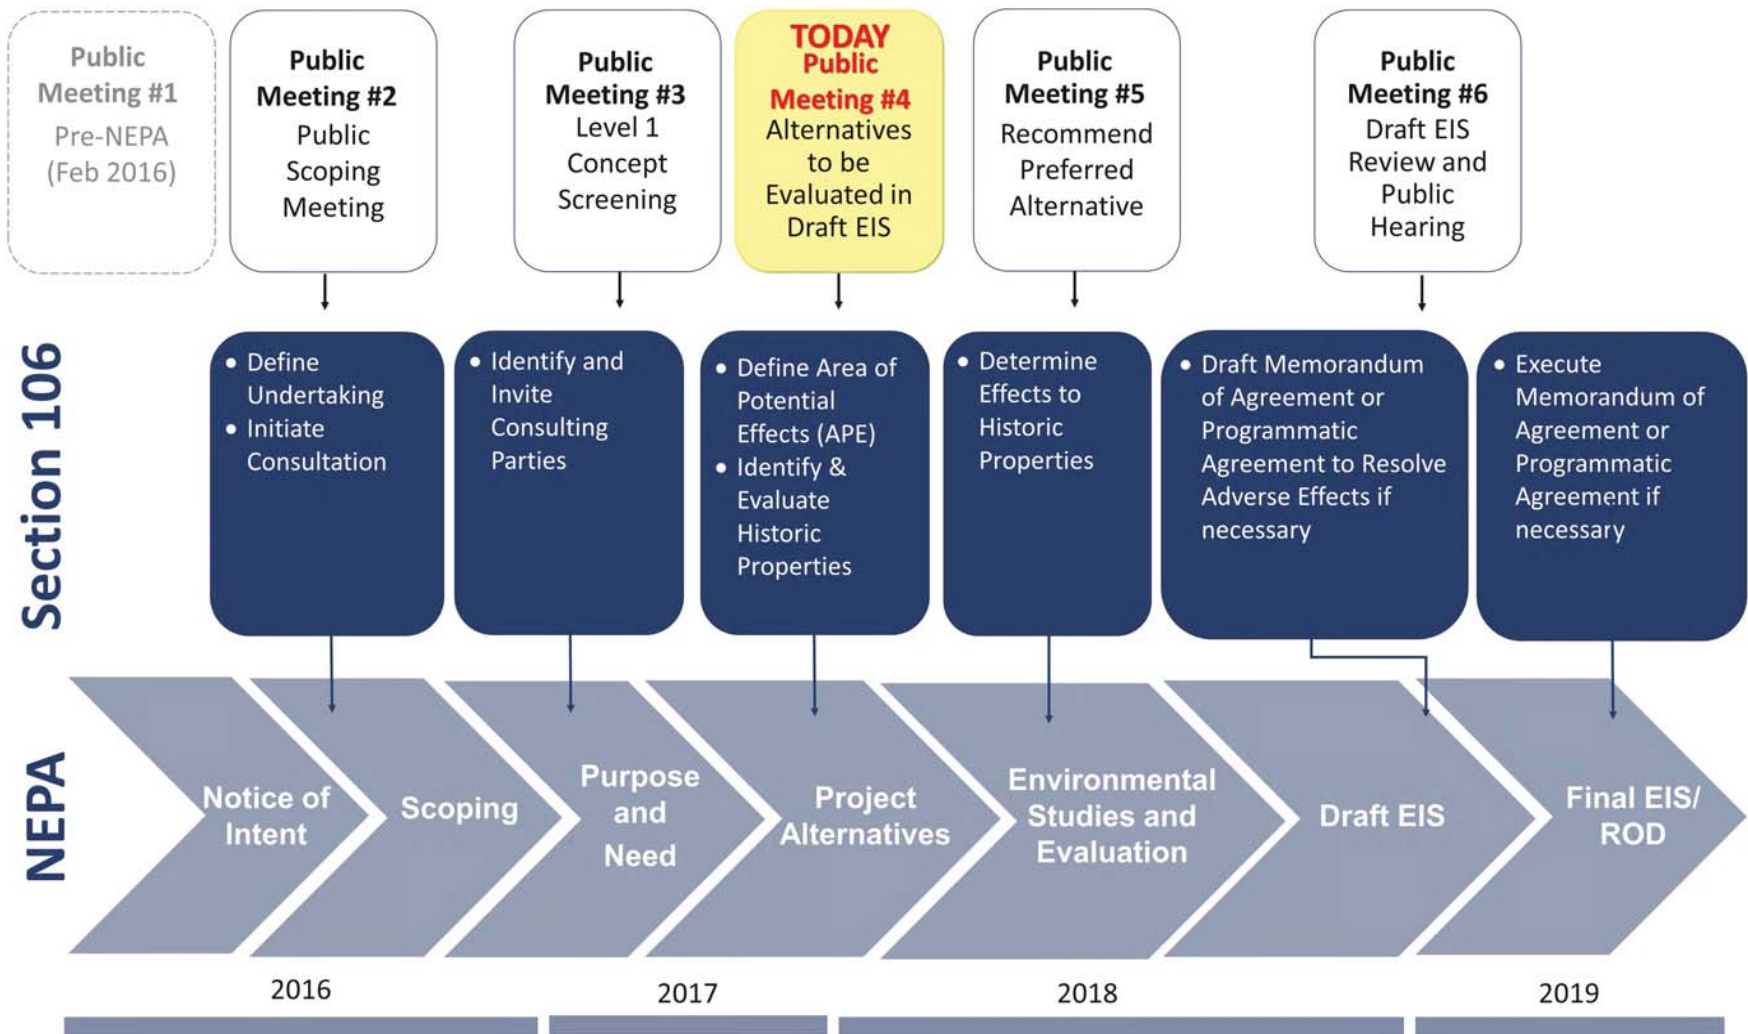 Public
Meeting #1
Pre-NEPA
(Feb 2016)
Public
Meeting #2
Public
Scoping
Meeting
Public
Meeting #3
Level 1
Concept
Screening
TODAY
Public
Meeting #4
Alternatives
to be
Evaluated in
Draft EIS
Public
Meeting #5
Recommend
Preferred
Alternative
Public
Meeting #6
Draft EIS
Review and
Public
Hearing
Section 106
• Define
Undertaking
• Initiate
Consultation
• Identify and
Invite
Consulting
Parties
• Define Area of
Potential
Effects (APE)
• Identify &
Evaluate
Historic
Properties
• Determine
Effects to
Historic
Properties
• Draft Memorandum
of Agreement or
Programmatic
Agreement to Resolve
Adverse Effects if
necessary
• Execute
Memorandum of
Agreement or
Programmatic
Agreement if
necessary
NEPA
Notice of
Intent
Scoping
Purpose
and
Need
Project
Alternatives
Environmental
Studies and
Evaluation
Draft EIS
Final EIS/
ROD
2016
2017
2018
2019